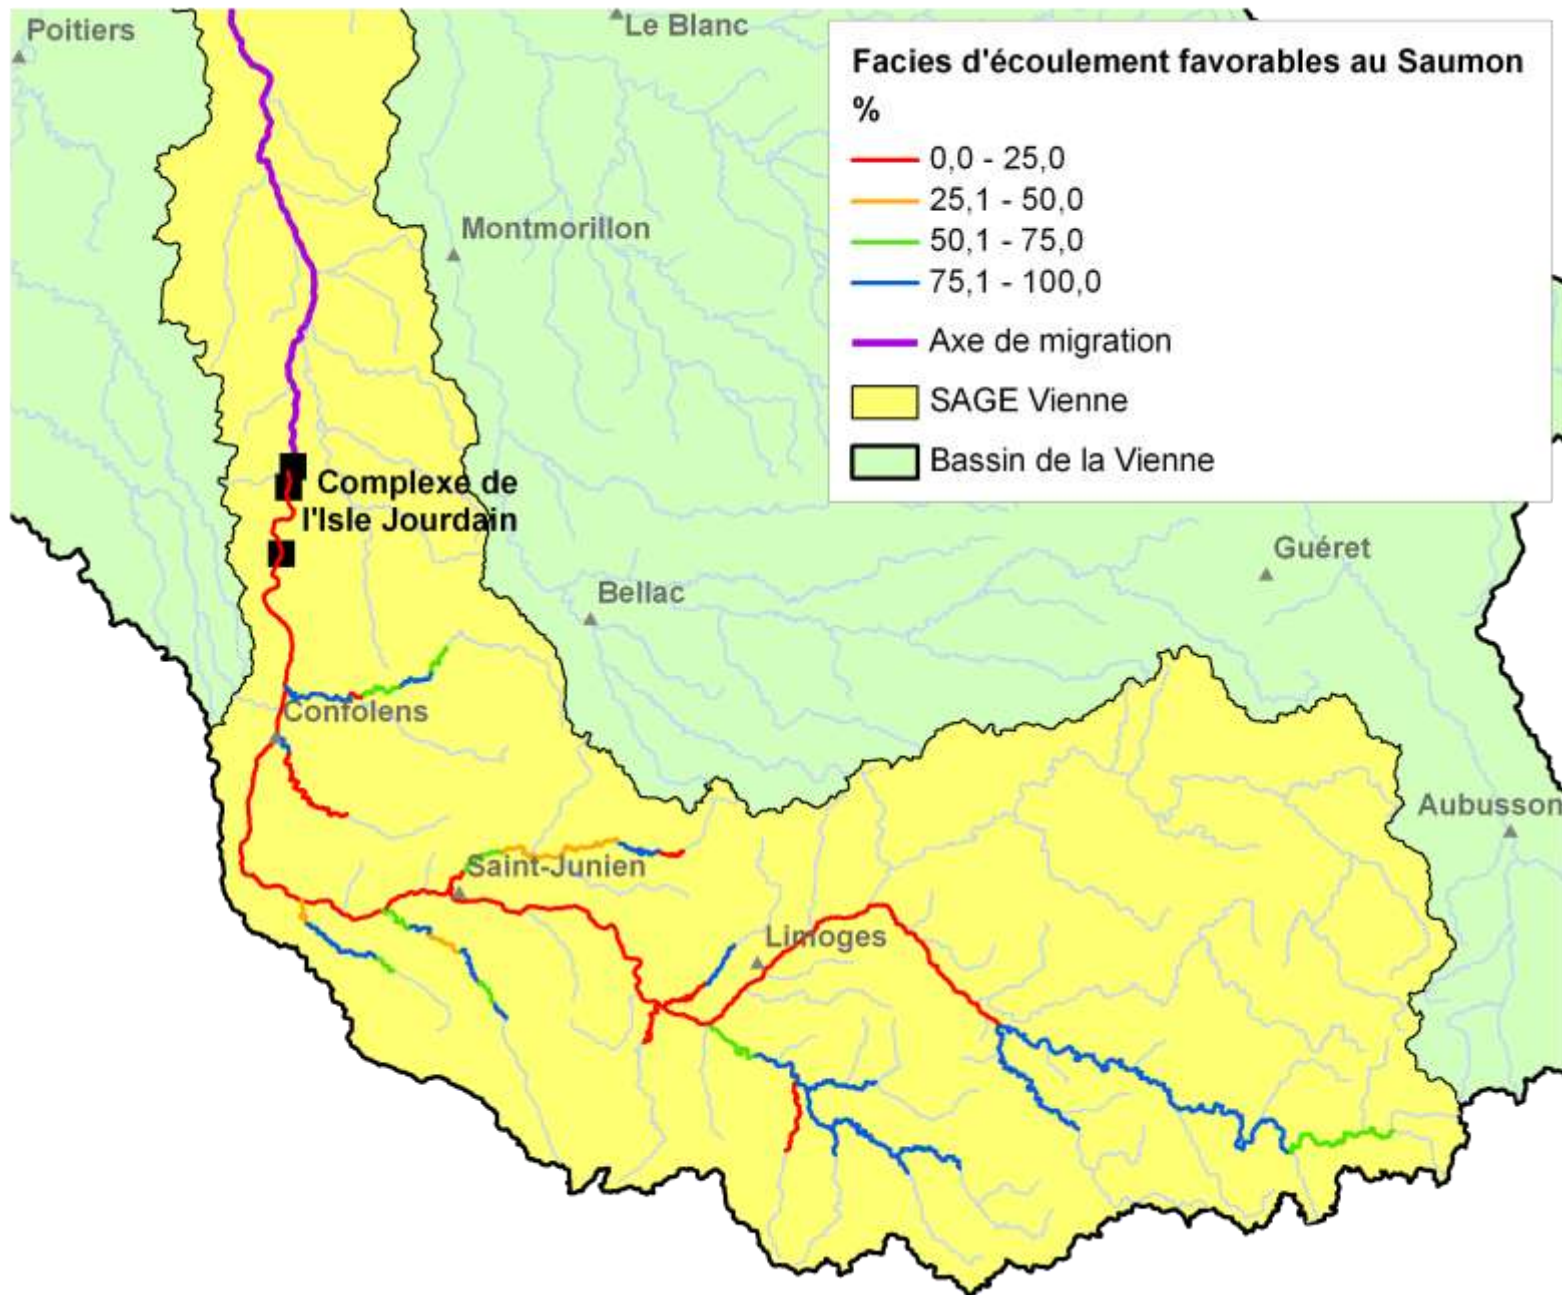 Poitiers
Le Blanc
Facies d'écoulement favorables au Saumon
%
0,0 - 25,0
25,1 - 50,0
50,1 - 75,0
75,1 - 100,0
Axe de migration
SAGE Vienne
Bassin de la Vienne
Montmorillon
Complexe de
l'Isle Jourdain
Guéret
Bellac
Confolens
Aubusson
Saint-Junien
Limoges